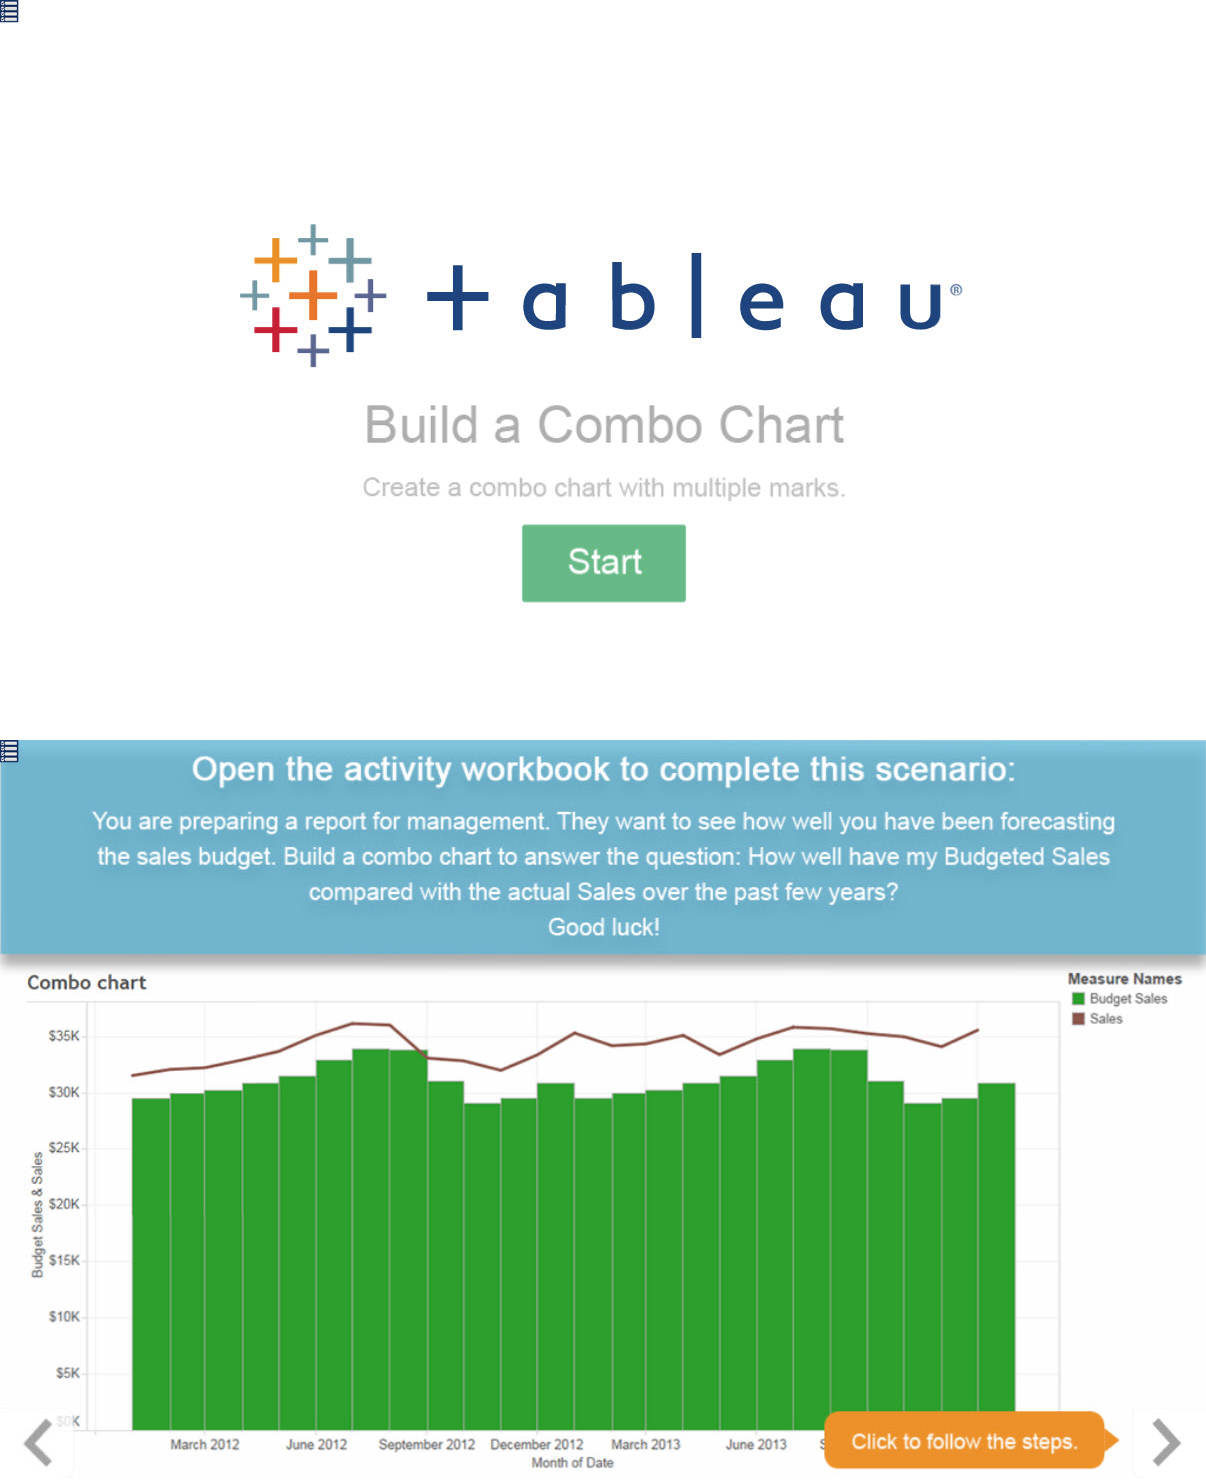 tableau®
Build a Combo Chart
Create a combo chart with multiple marks.
Start
Open the activity workbook to complete this scenario:
You are preparing a report for management. They want to see how well you have been forecasting
the sales budget. Build a combo chart to answer the question: How well have my Budgeted Sales
compared with the actual Sales over the past few years?
Good luck!
Combo chart
Measure Names
Budget Sales
Sales
$35K
$30K
$25K
$20K
$15K
$10K
$5K
$0K
Budget Sales & Sales
March 2012 June 2012 September 2012 December 2012 March 2013 June 2013
Month of Date
Click to follow the steps.